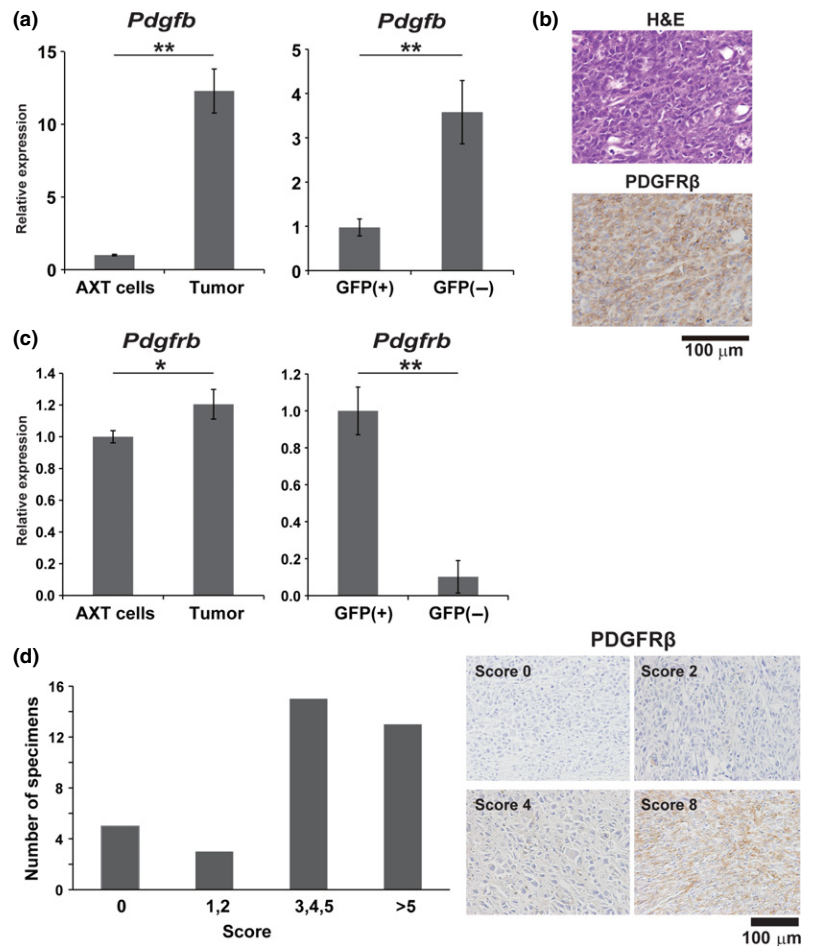 (a)
Pdgfb
**
Relative expression
15
10
5
0
AXT cells Tumor
Pdgfb
**
5
4
3
2
1
0
GFP(+) GFP(–)
(b)
H&E
PDGFRβ
100 µm
(c)
Pdgfrb
*
Relative expression
1.4
1.2
1.0
0.8
0.6
0.4
0.2
0.0
AXT cells Tumor
Pdgfrb
**
1.2
1.0
0.8
0.6
0.4
0.2
0.0
GFP(+) GFP(–)
(d)
Number of specimens
16
12
8
4
0
0 1,2 3,4,5 >5
Score
PDGFRβ
Score 0
Score 2
Score 4
Score 8
100 µm